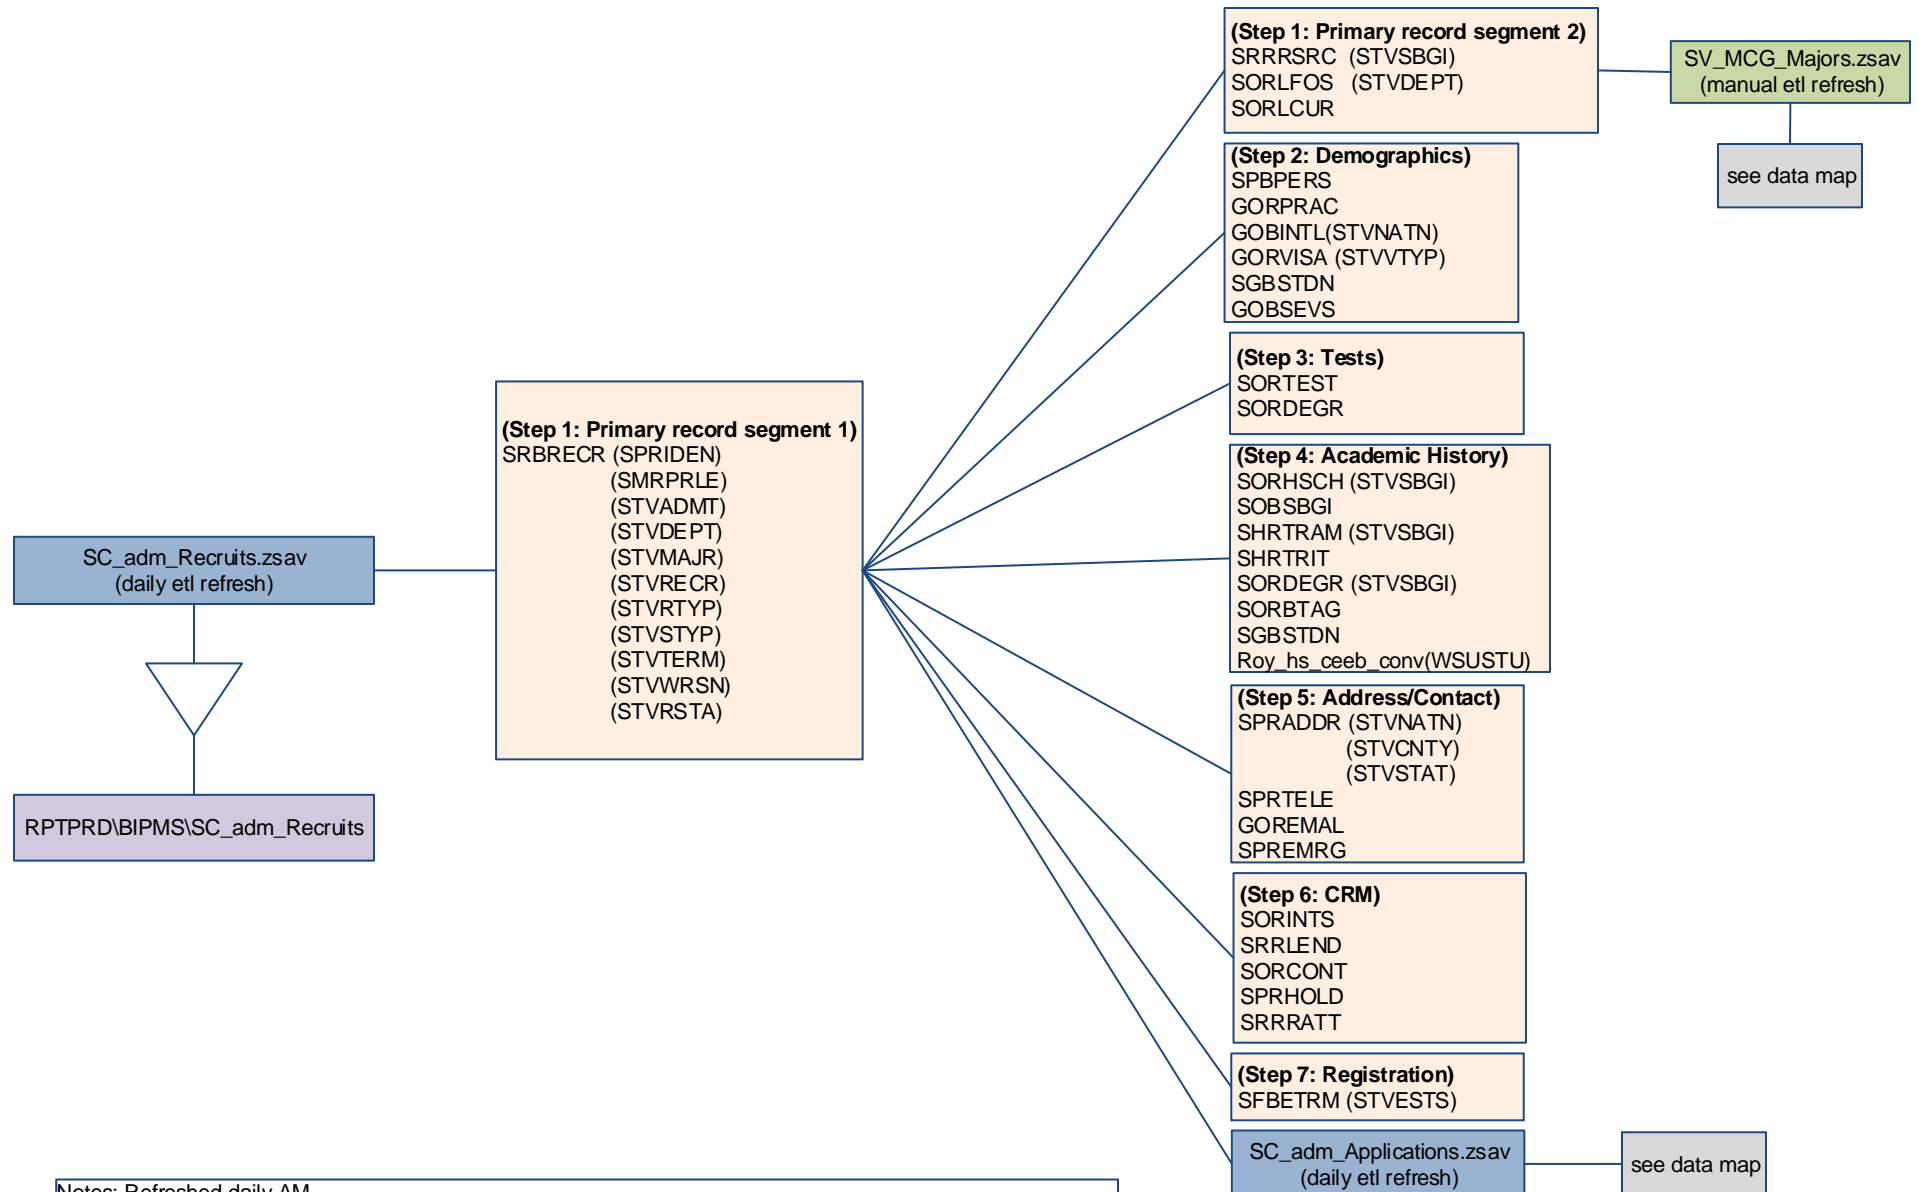 SC_adm_Recruits.zsav
(daily etl refresh)
RPTPRD\BIPMS\SC_adm_Recruits
(Step 1: Primary record segment 1)
SRBRECR (SPRIDEN)
(SMRPRLE)
(STVADMT)
(STVDEPT)
(STVMAJR)
(STVRECR)
(STVRTYP)
(STVSTYP)
(STVTERM)
(STVWRSN)
(STVRSTA)
(Step 1: Primary record segment 2)
SRRRSRC (STVSBGI)
SORLFOS (STVDEPT)
SORLCUR
SV_MCG_Majors.zsav
(manual etl refresh)
see data map
(Step 2: Demographics)
SPBPERS
GORPRAC
GOBINTL(STVNATN)
GORVISA (STVVTYP)
SGBSTDN
GOBSEVS
(Step 3: Tests)
SORTEST
SORDEGR
(Step 4: Academic History)
SORHSCH (STVSBGI)
SOBSBGI
SHRTRAM (STVSBGI)
SHRTRIT
SORDEGR (STVSBGI)
SORBTAG
SGBSTDN
Roy_hs_ceeb_conv(WSUSTU)
(Step 5: Address/Contact)
SPRADDR (STVNATN)
(STVCNTY)
(STVSTAT)
SPRTELE
GOREMAL
SPREMRG
(Step 6: CRM)
SORINTS
SRRLEND
SORCONT
SPRHOLD
SRRRATT
(Step 7: Registration)
SFBETRM (STVESTS)
SC_adm_Applications.zsav
(daily etl refresh)
see data map
Notes: Refreshed daily AM